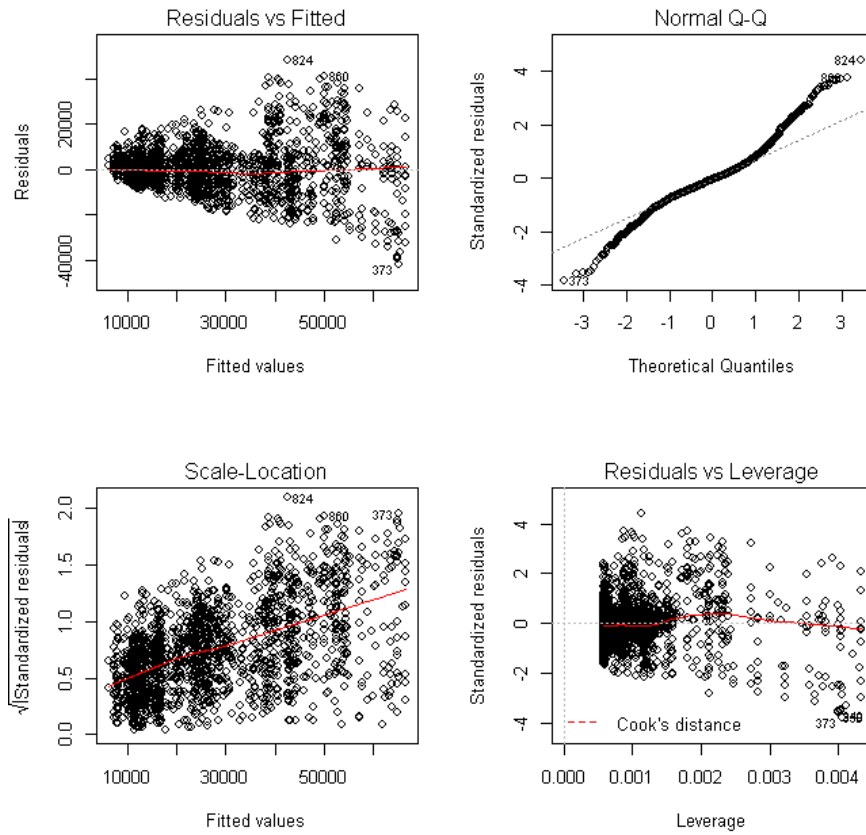 Residuals vs Fitted
Residuals
20000
0
-40000
824
860
373
10000 30000 50000
Fitted values
Normal Q-Q
Standardized residuals
4
2
0
-2
-4
824
373
-3 -2 -1 0 1 2 3
Theoretical Quantiles
Scale-Location
√|Standardized residuals|
2.0
1.5
1.0
0.5
0.0
824
860
373
10000 30000 50000
Fitted values
Residuals vs Leverage
Standardized residuals
4
2
0
-2
-4
373
Cook's distance
0.000 0.001 0.002 0.003 0.004
Leverage